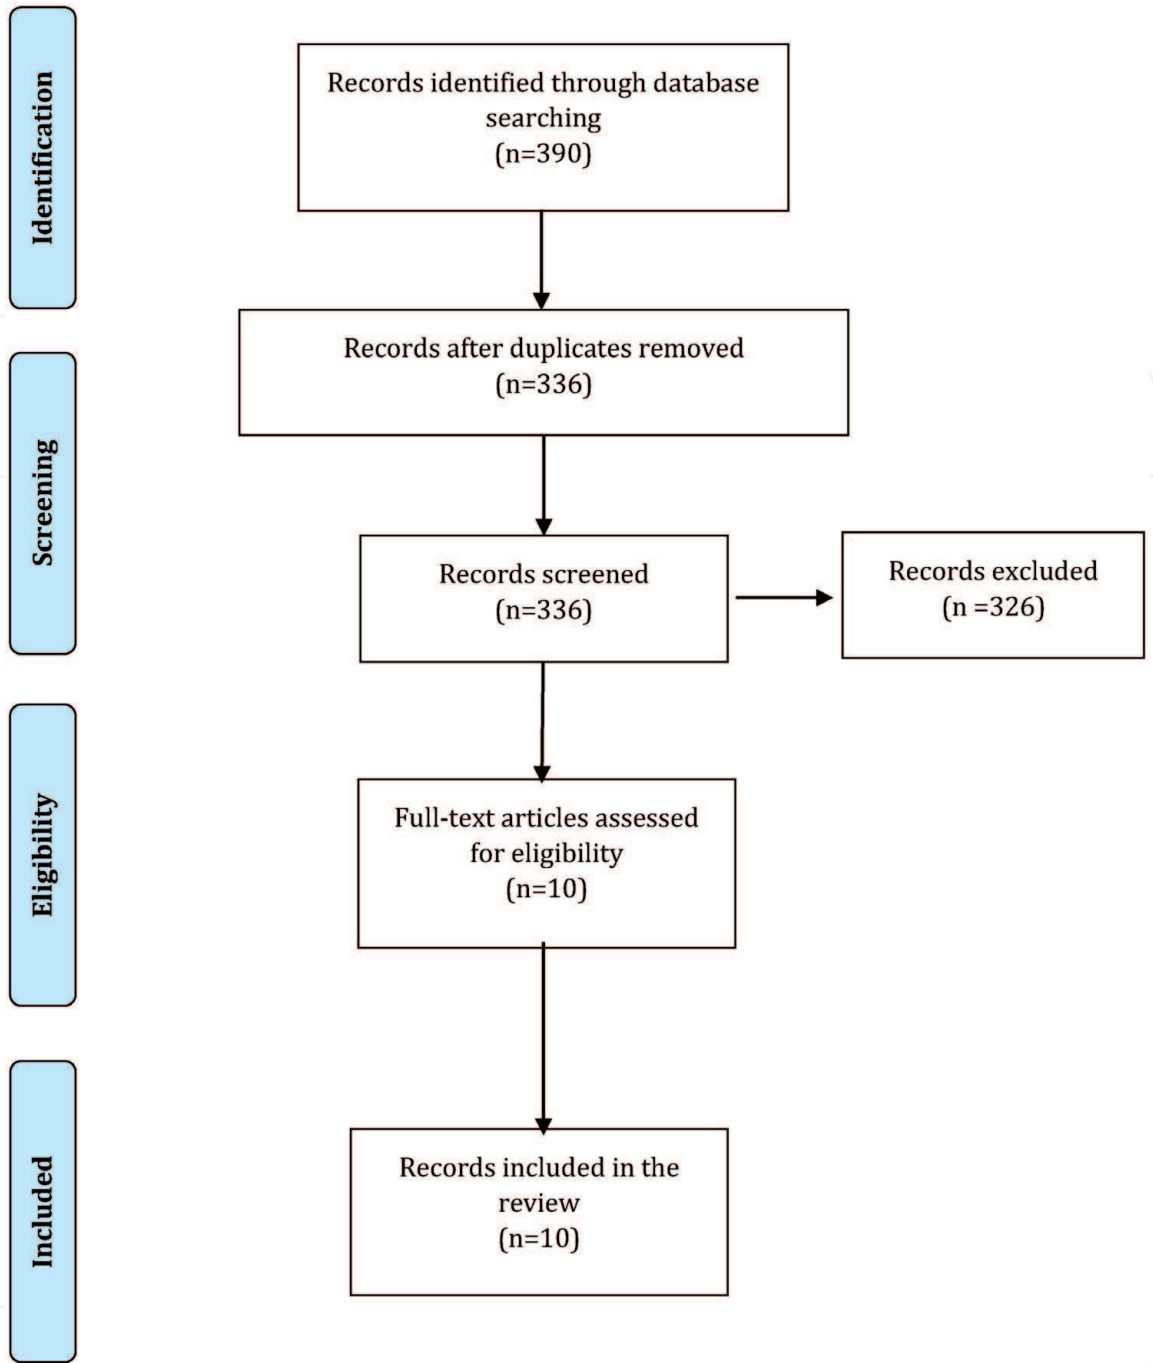 Identification
Records identified through database
searching
(n=390)
Records after duplicates removed
(n=336)
Screening
Records screened
(n=336)
Records excluded
(n =326)
Eligibility
Full-text articles assessed
for eligibility
(n=10)
Included
Records included in the
review
(n=10)